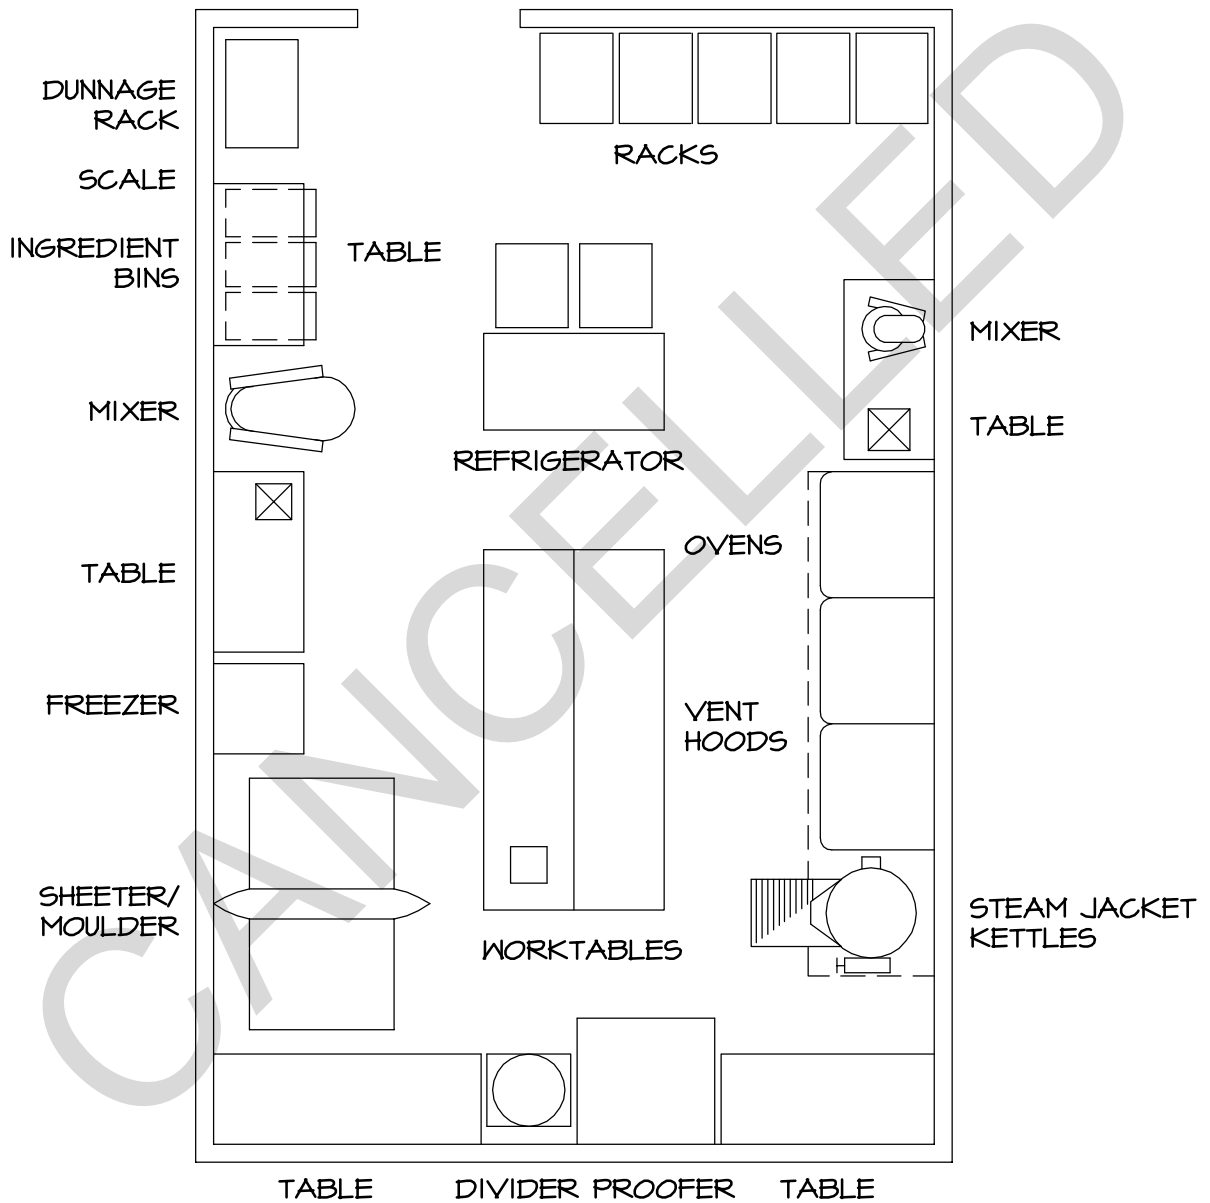 DUNNAGE
RACK
RACKS
SCALE
INGREDIENT
BINS
TABLE
MIXER
MIXER
TABLE
REFRIGERATOR
OVENS
TABLE
FREEZER
VENT
HOODS
SHEETER/
MOULDER
STEAM JACKET
KETTLES
WORKTABLES
TABLE
DIVIDER
PROOFER
TABLE
CANCELLED